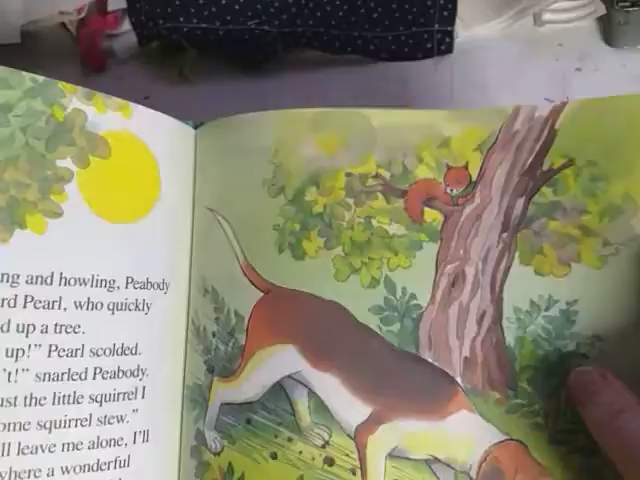 ng and howling, Peabody
rd Pearl, who quickly
d up a tree.
up!” Pearl scolded.
't!” snarled Peabody.
ust the little squirrel I
ome squirrel stew.”
ll leave me alone, I'll
where a wonderful